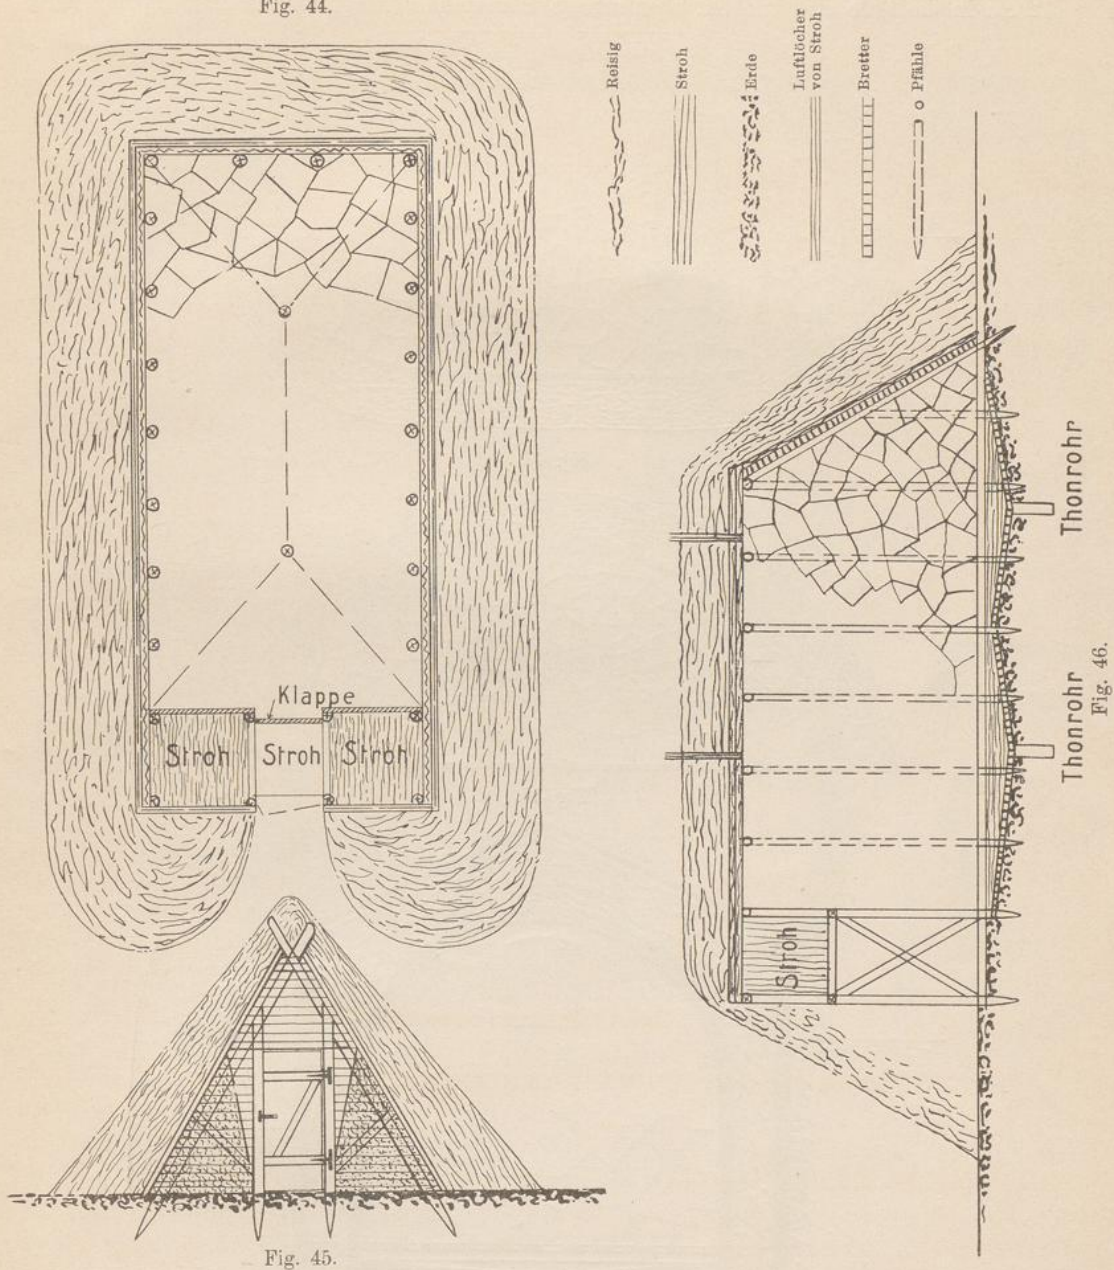 Fig. 44.
Reisig
Stroh
Erde
Luftlöcher
von Stroh
Bretter
Pfähle
Klappe
Stroh
Stroh
Stroh
Stroh
Thonrohr
Thonrohr
Fig. 46.
Fig. 45.